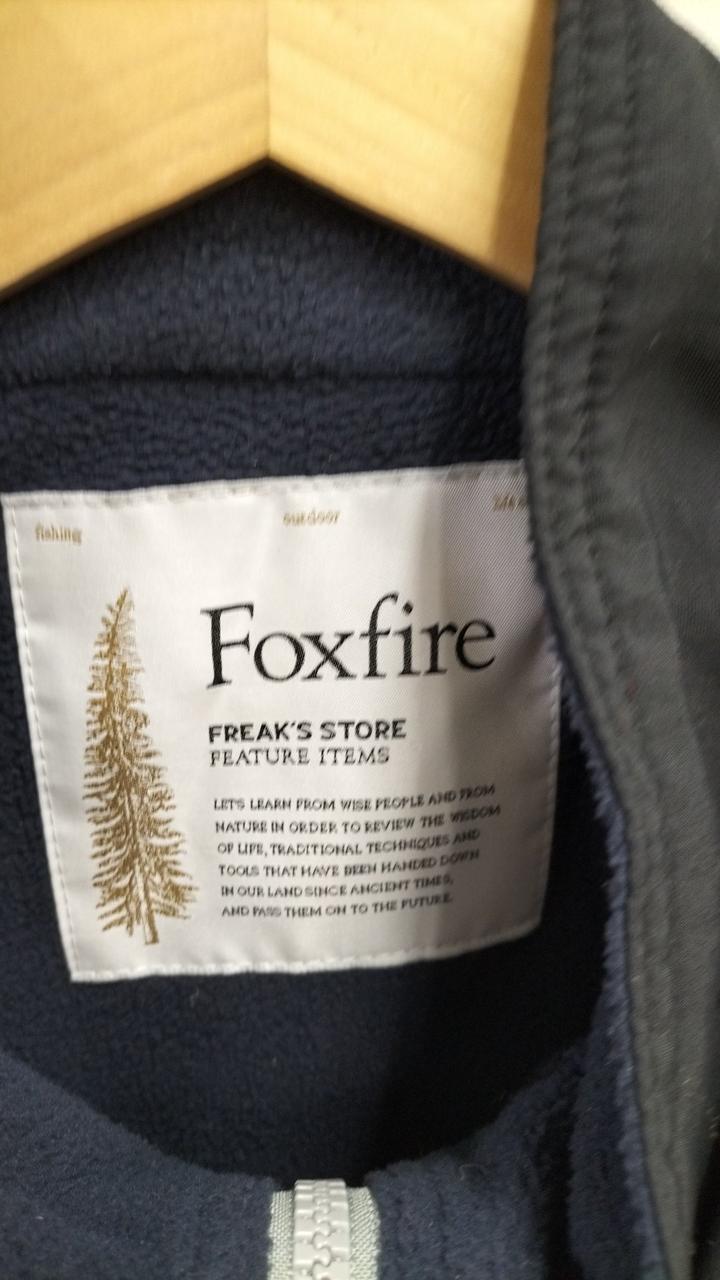 fishing outdoor
Foxfire
FREAK'S STORE
FEATURE ITEMS
LET'S LEARN FROM WISE PEOPLE AND FROM
NATURE IN ORDER TO REVIEW THE WISDOM
OF LIFE, TRADITIONAL TECHNIQUES AND
TOOLS THAT HAVE BEEN HANDED DOWN
IN OUR LAND SINCE ANCIENT TIMES,
AND PASS THEM ON TO THE FUTURE.